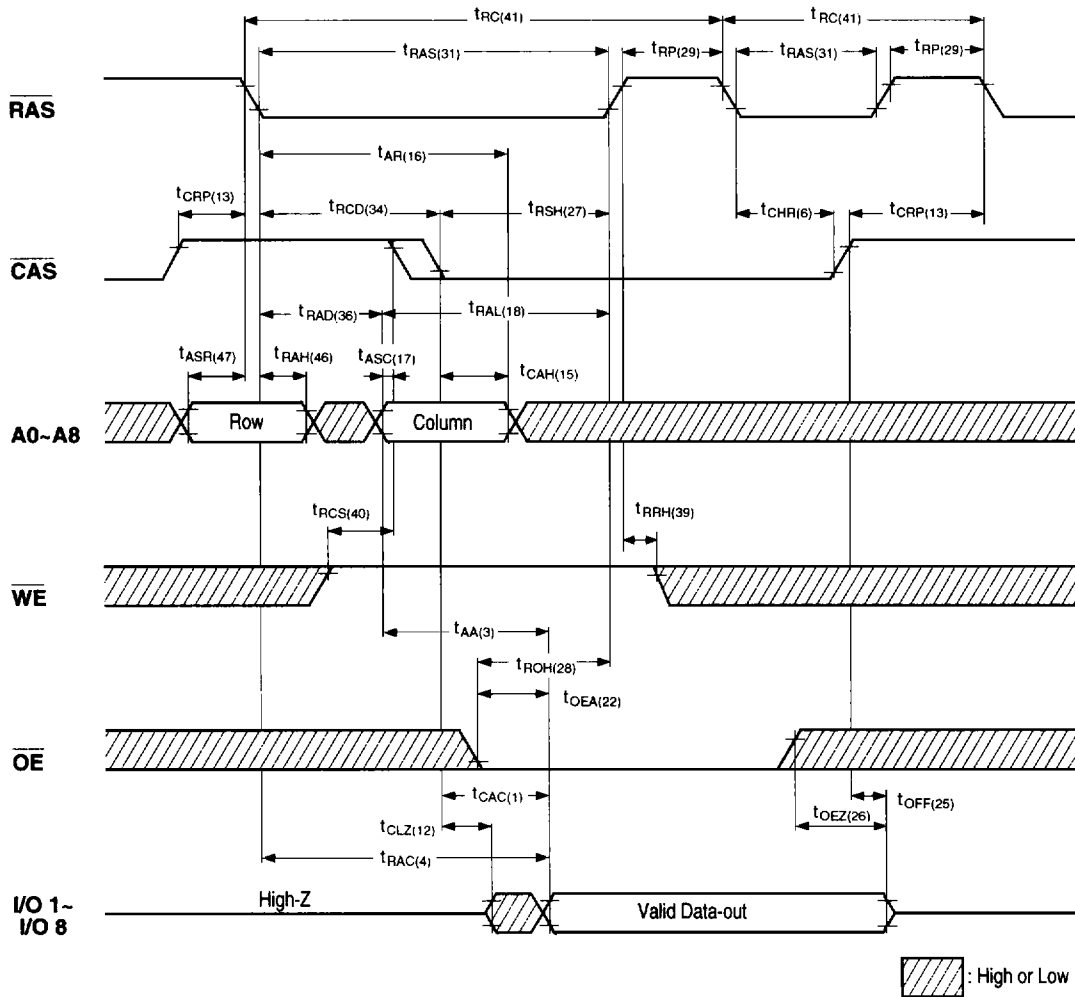 tRC(41) tRC(41)
tRAS(31) tRP(29) tRAS(31) tRP(29)
RAS
tAR(16)
tCRP(13) tRCD(34) tRSH(27) tCHR(6) tCRP(13)
CAS
tRAD(36) tRAL(18)
tASR(47) tRAH(46) tASC(17) tCAH(15)
A0~A8 Row Column
tRCS(40) tRRH(39)
WE
tAA(3)
tROH(28)
tOEA(22)
OE
tCAC(1) tOFF(25)
tCLZ(12) tOEZ(26)
tRAC(4)
I/O 1~ High-Z Valid Data-out
I/O 8
: High or Low